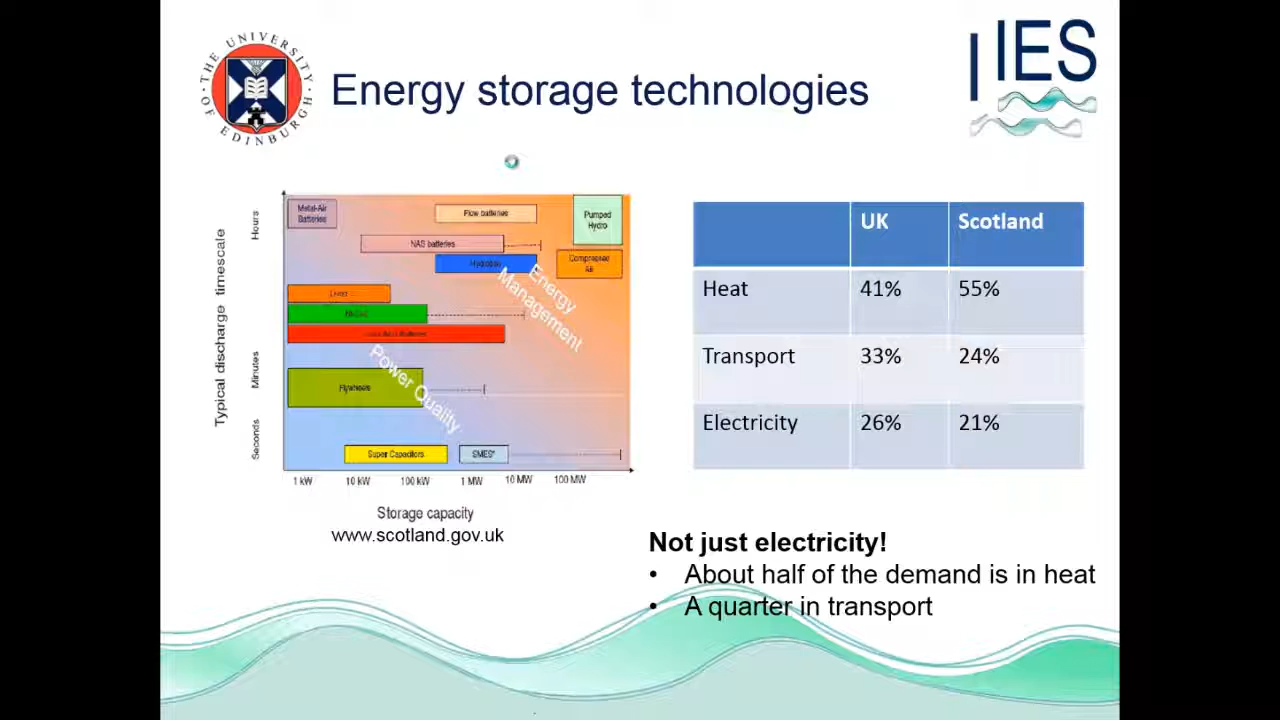 THE UNIVERSITY OF EDINBURGH
Energy storage technologies
IES
Typical discharge timescale
Hours
Minutes
Seconds
Metal-Air
Batteries
Flow batteries
Pumped
Hydro
NAS batteries
Hydrogen
Compressed
Air
Energy
Management
Batteries
Power Quality
Flywheels
Super Capacitors
SMES*
1 kW 10 kW 100 kW 1 MW 10 MW 100 MW
Storage capacity
www.scotland.gov.uk
UK Scotland
Heat 41% 55%
Transport 33% 24%
Electricity 26% 21%
Not just electricity!
• About half of the demand is in heat
• A quarter in transport